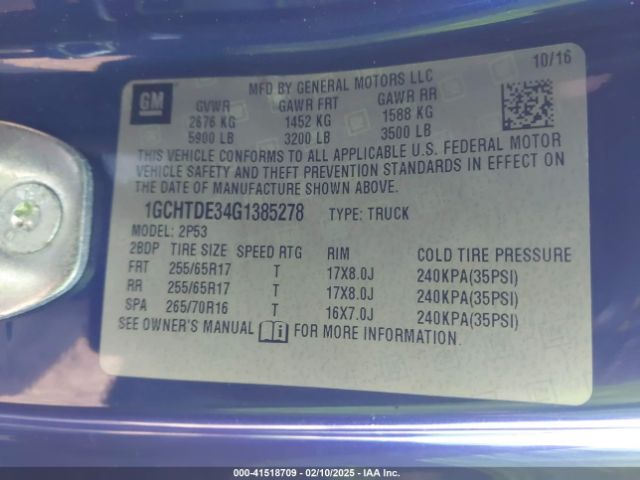 10/16
MFD BY GENERAL MOTORS LLC
GM
GVWR GAWR FRT GAWR RR
2676 KG 1452 KG 1588 KG
5900 LB 3200 LB 3500 LB
THIS VEHICLE CONFORMS TO ALL APPLICABLE U.S. FEDERAL MOTOR
VEHICLE SAFETY AND THEFT PREVENTION STANDARDS IN EFFECT ON
THE DATE OF MANUFACTURE SHOWN ABOVE.
1GCHTDE34G1385278 TYPE: TRUCK
MODEL: 2P53
2BDP TIRE SIZE SPEED RTG RIM COLD TIRE PRESSURE
FRT 255/65R17 T 17X8.0J 240KPA(35PSI)
RR 255/65R17 T 17X8.0J 240KPA(35PSI)
SPA 265/70R16 T 16X7.0J 240KPA(35PSI)
SEE OWNER'S MANUAL FOR MORE INFORMATION.
000-41518709 - 02/10/2025 - IAA Inc.